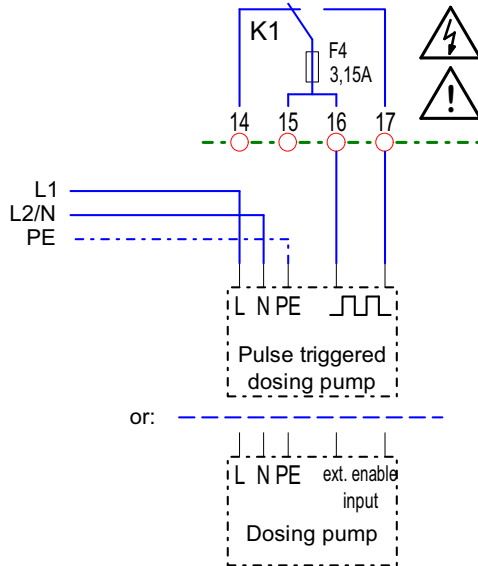 K1
F4
3,15A
14 15 16 17
L1
L2/N
PE
L N PE
Pulse triggered
dosing pump
or:
L N PE ext. enable
input
Dosing pump